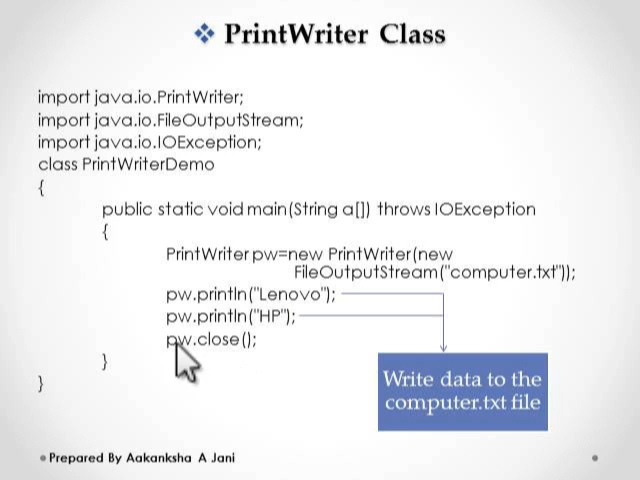 PrintWriter Class
import java.io.PrintWriter;
import java.io.FileOutputStream;
import java.io.IOException;
class PrintWriterDemo
{
public static void main(String a[]) throws IOException
{
PrintWriter pw=new PrintWriter(new
FileOutputStream("computer.txt"));
pw.println("Lenovo");
pw.println("HP");
pw.close();
}
}
Write data to the
computer.txt file
Prepared By Aakanksha A Jani